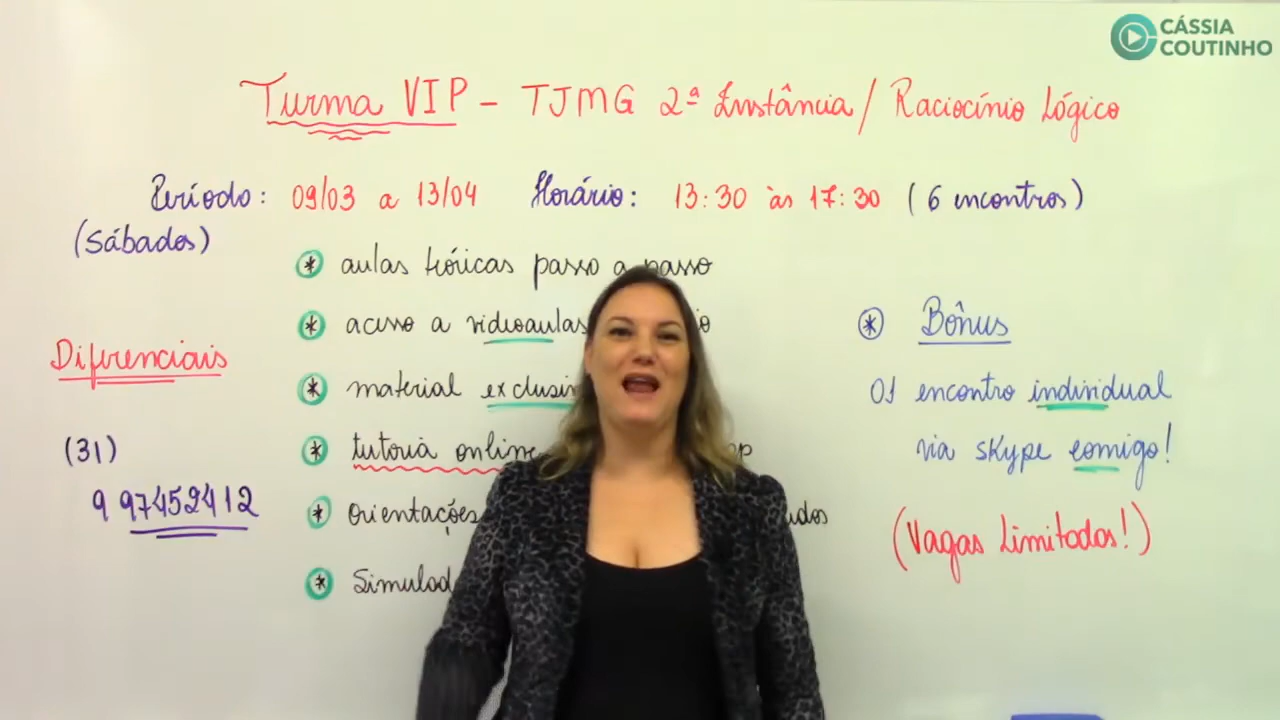 CÁSSIA
COUTINHO
Turma VIP - TJMG 2ª Instância / Raciocínio Lógico
Período: 09/03 a 13/04 Horário: 13:30 às 17:30 (6 encontros)
(Sábados)
* aulas teóricas passo a passo
* acesso a videoaulas
* material
* tutoria online
* orientações
*
Diferenciais
(31)
9 97452412
* Bônus
01 encontro individual
via skype comigo!
(Vagas Limitadas!)